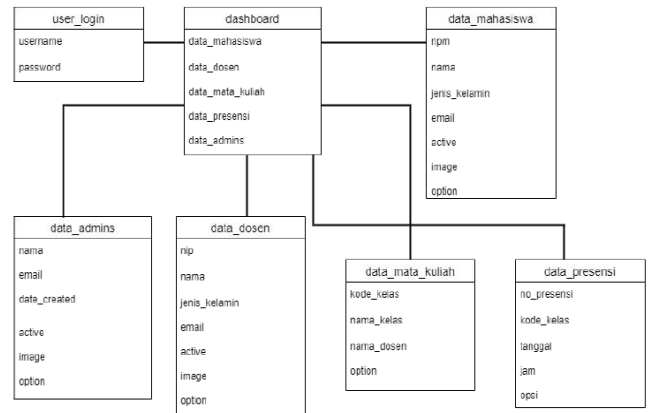 user_login
username
password
dashboard
data_mahasiswa
data_dosen
data_mata_kuliah
data_presensi
data_admins
data_mahasiswa
npm
nama
jenis_kelamin
email
active
image
option
data_admins
nama
email
date_created
active
image
option
data_dosen
nip
nama
jenis_kelamin
email
active
image
option
data_mata_kuliah
kode_kelas
nama_kelas
nama_dosen
option
data_presensi
no_presensi
kode_kelas
tanggal
jam
opsi